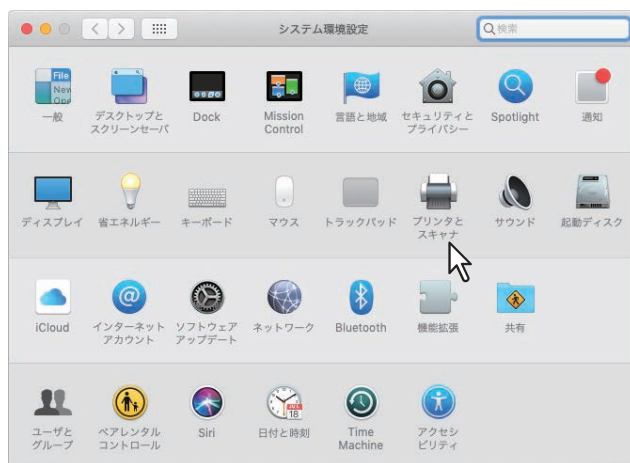 システム環境設定
検索
File
New
Ope
一般
デスクトップと
スクリーンセーバ
Dock
Mission
Control
言語と地域
セキュリティと
プライバシー
Spotlight
通知
ディスプレイ
省エネルギー
キーボード
マウス
トラックパッド
プリンタと
スキャナ
サウンド
起動ディスク
iCloud
インターネット
アカウント
ソフトウェア
アップデート
ネットワーク
Bluetooth
機能拡張
共有
ユーザと
グループ
ペアレンタル
コントロール
Siri
18
日付と時刻
Time
Machine
アクセシ
ビリティ